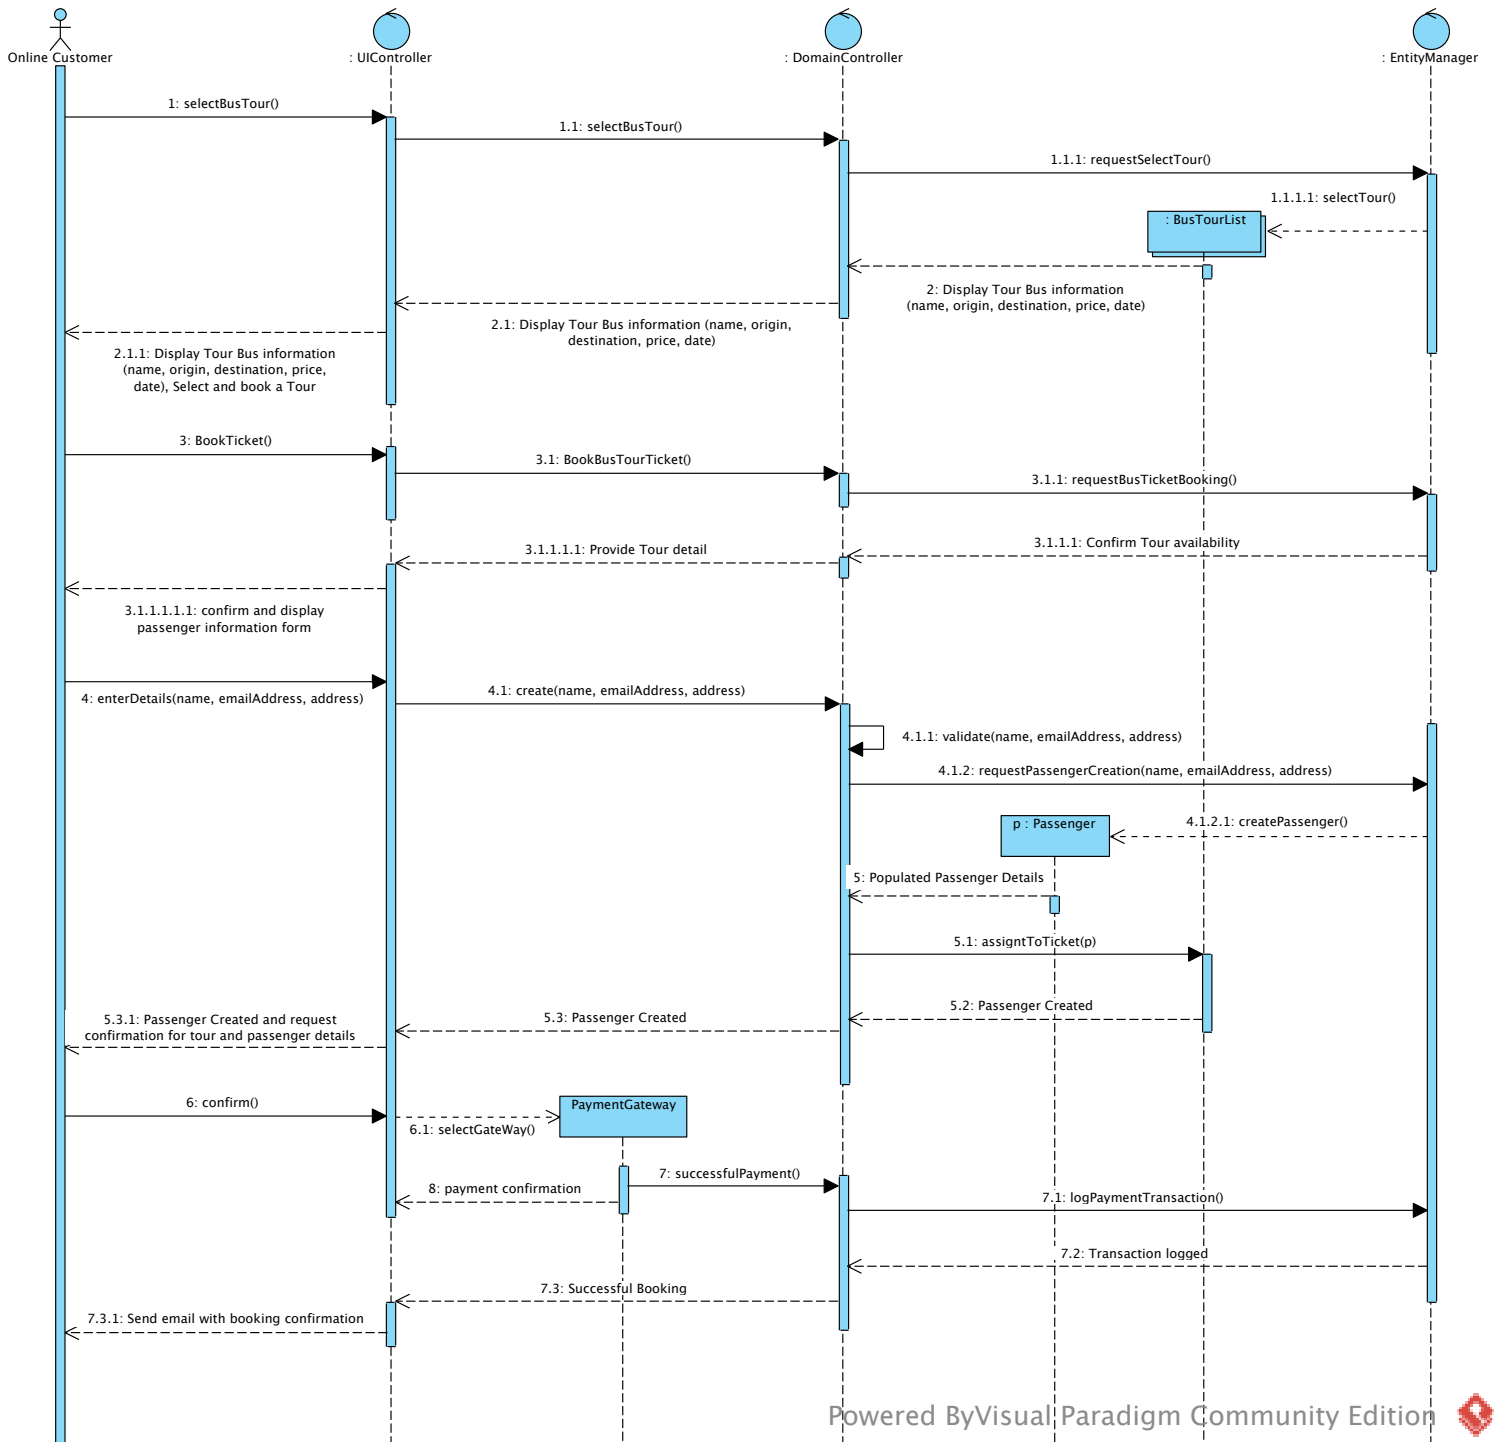 Online Customer
: UIController
: DomainController
: EntityManager
1: selectBusTour()
1.1: selectBusTour()
1.1.1: requestSelectTour()
1.1.1.1: selectTour()
: BusTourList
2: Display Tour Bus information
(name, origin, destination, price, date)
2.1: Display Tour Bus information (name, origin,
destination, price, date)
2.1.1: Display Tour Bus information
(name, origin, destination, price,
date), Select and book a Tour
3: BookTicket()
3.1: BookBusTourTicket()
3.1.1: requestBusTicketBooking()
3.1.1.1: Confirm Tour availability
3.1.1.1.1: Provide Tour detail
3.1.1.1.1.1: confirm and display
passenger information form
4: enterDetails(name, emailAddress, address)
4.1: create(name, emailAddress, address)
4.1.1: validate(name, emailAddress, address)
4.1.2: requestPassengerCreation(name, emailAddress, address)
p : Passenger
4.1.2.1: createPassenger()
5: Populated Passenger Details
5.1: assigntToTicket(p)
5.2: Passenger Created
5.3: Passenger Created
5.3.1: Passenger Created and request
confirmation for tour and passenger details
6: confirm()
PaymentGateway
6.1: selectGateWay()
7: successfulPayment()
8: payment confirmation
7.1: logPaymentTransaction()
7.2: Transaction logged
7.3: Successful Booking
7.3.1: Send email with booking confirmation
Powered ByVisual Paradigm Community Edition